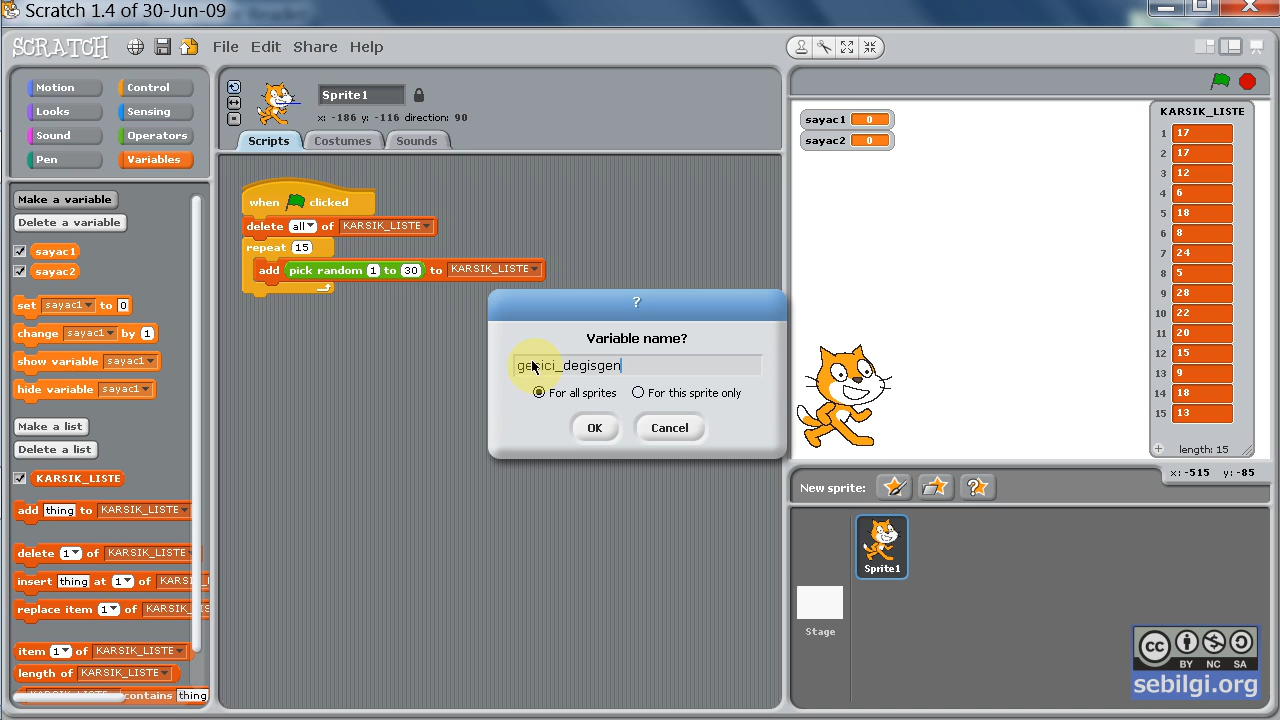 Scratch 1.4 of 30-Jun-09
SCRATCH File Edit Share Help
Motion Control
Looks Sensing
Sound Operators
Pen Variables
Make a variable
Delete a variable
sayac1
sayac2
set sayac1 to 0
change sayac1 by 1
show variable sayac1
hide variable sayac1
Make a list
Delete a list
KARSIK_LISTE
add thing to KARSIK_LISTE
delete 1 of KARSIK_LISTE
insert thing at 1 of
replace item 1 of
item 1 of KARSIK_LISTE
length of KARSIK_LISTE
contains thing
Sprite1
x: -186 y: -116 direction: 90
Scripts Costumes Sounds
when clicked
delete all of KARSIK_LISTE
repeat 15
add pick random 1 to 30 to KARSIK_LISTE
?
Variable name?
For all sprites For this sprite only
OK Cancel
sayac1 0
sayac2 0
KARSIK_LISTE
1 17
2 17
3 12
4 6
5 18
6 8
7 24
8 5
9 28
10 22
11 20
12 15
13 9
14 18
15 13
+ length: 15
x: -515 y: -85
New sprite:
Sprite1
Stage
cc BY NC SA
sebilgi.org